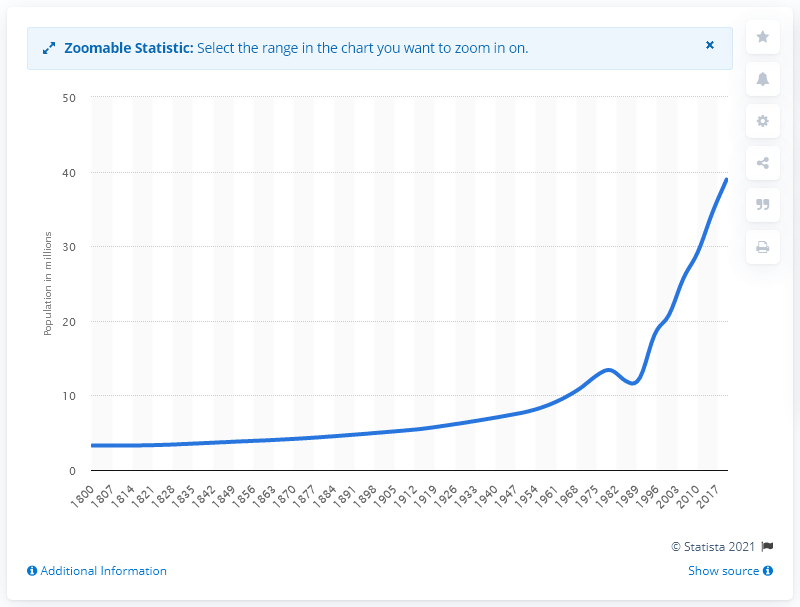 Zoomable Statistic: Select the range in the chart you want to zoom in on.
×
50
40
30
20
10
0
Population in millions
1800 1807 1814 1821 1828 1835 1842 1849 1856 1863 1870 1877 1884 1891 1898 1905 1912 1919 1926 1933 1940 1947 1954 1961 1968 1975 1982 1989 1996 2003 2010 2017
© Statista 2021
Additional Information
Show source